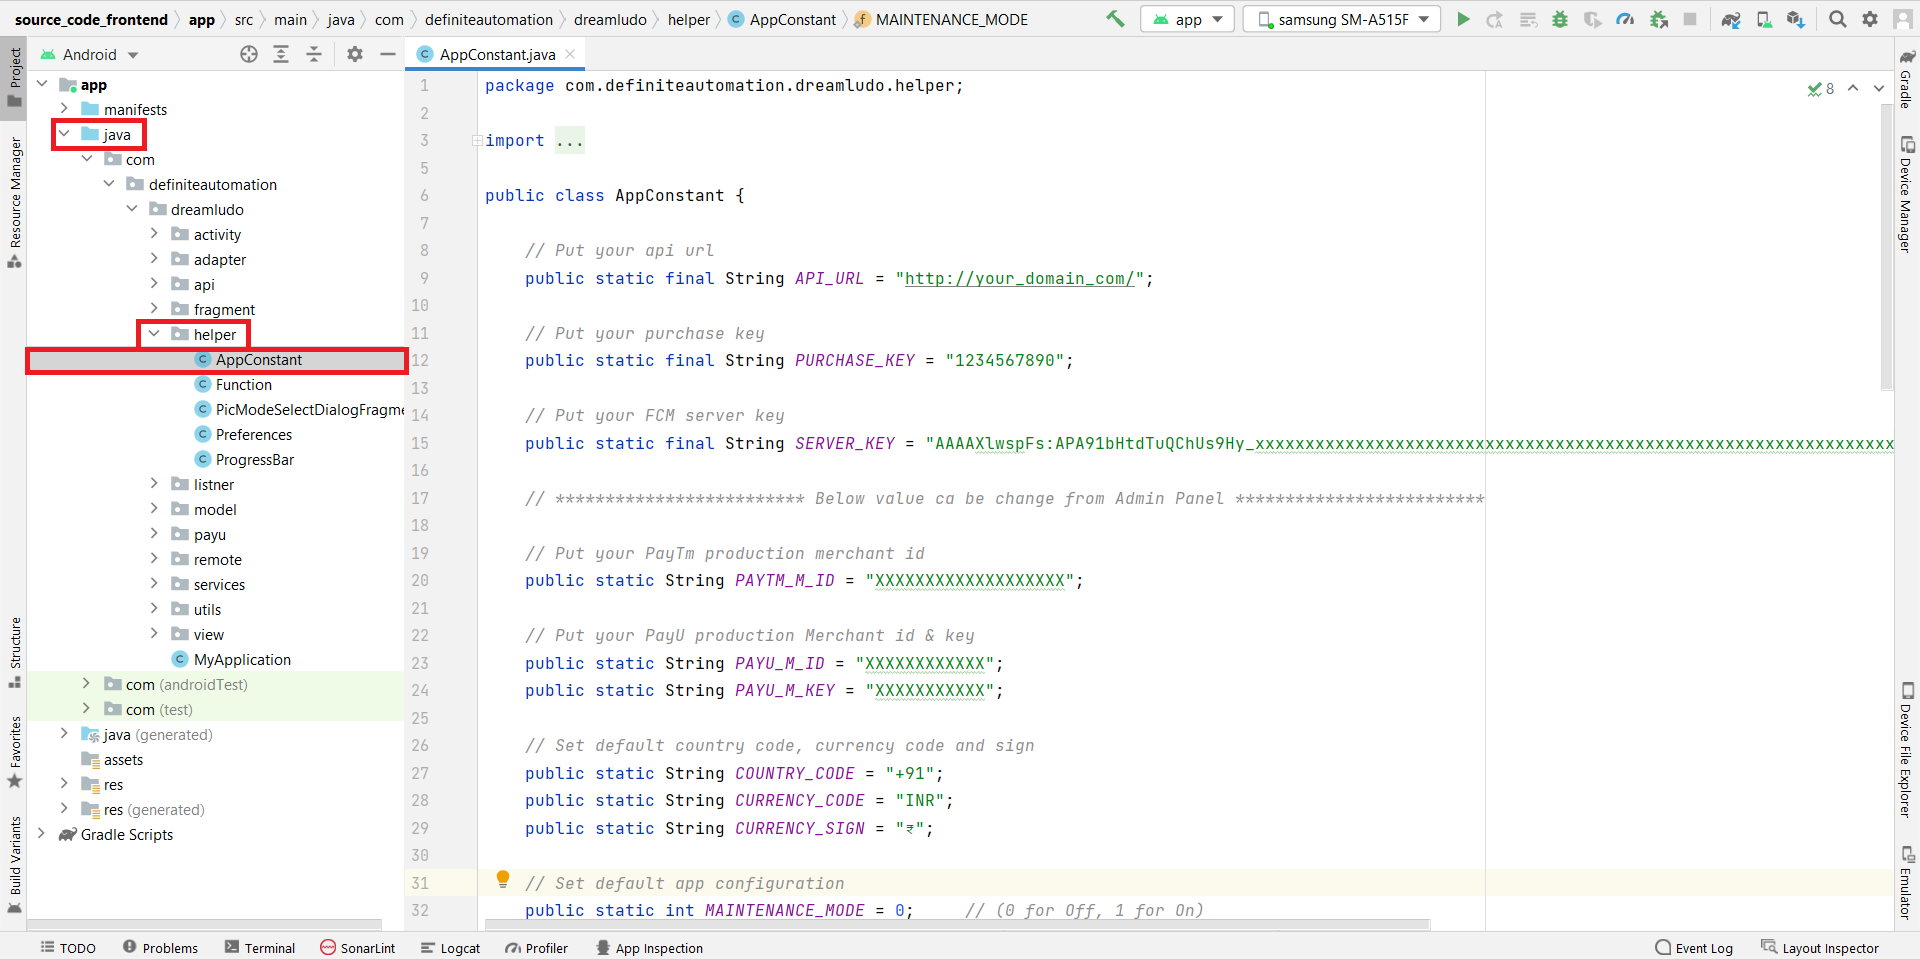 source_code_frontend app src main java com definiteautomation dreamludo helper AppConstant MAINTENANCE_MODE app samsung SM-A515F
Android
AppConstant.java
Project
Resource Manager
Structure
Favorites
Build Variants
app
manifests
java
com
definiteautomation
dreamludo
activity
adapter
api
fragment
helper
AppConstant
Function
PicModeSelectDialogFragme
Preferences
ProgressBar
listner
model
payu
remote
services
utils
view
MyApplication
com (androidTest)
com (test)
java (generated)
assets
res
res (generated)
Gradle Scripts
8
1 package com.definiteautomation.dreamludo.helper;
2
3 import ...
5
6 public class AppConstant {
7
8 // Put your api url
9 public static final String API_URL = "http://your_domain_com/";
10
11 // Put your purchase key
12 public static final String PURCHASE_KEY = "1234567890";
13
14 // Put your FCM server key
15 public static final String SERVER_KEY = "AAAAXlwspFs:APA91bHtdTuQChUs9Hy_xxxxxxxxxxxxxxxxxxxxxxxxxxxxxxxxxxxxxxxxxxxxxxxxxxxxxxxxxxxxxxxx
16
17 // ************************* Below value ca be change from Admin Panel *************************
18
19 // Put your PayTm production merchant id
20 public static String PAYTM_M_ID = "XXXXXXXXXXXXXXXXXXX";
21
22 // Put your PayU production Merchant id & key
23 public static String PAYU_M_ID = "XXXXXXXXXXXX";
24 public static String PAYU_M_KEY = "XXXXXXXXXXX";
25
26 // Set default country code, currency code and sign
27 public static String COUNTRY_CODE = "+91";
28 public static String CURRENCY_CODE = "INR";
29 public static String CURRENCY_SIGN = "₹";
30
31 // Set default app configuration
32 public static int MAINTENANCE_MODE = 0; // (0 for Off, 1 for On)
Gradle
Device Manager
Device File Explorer
Emulator
TODO Problems Terminal SonarLint Logcat Profiler App Inspection Event Log Layout Inspector